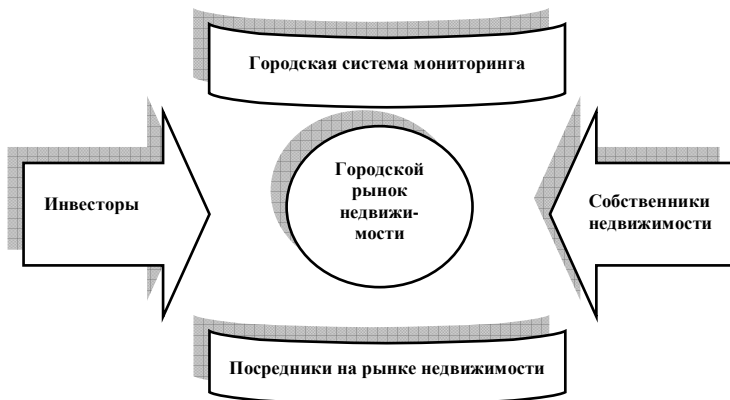 Городская система мониторинга
Городской
рынок
недвижи-
мости
Инвесторы
Собственники
недвижимости
Посредники на рынке недвижимости